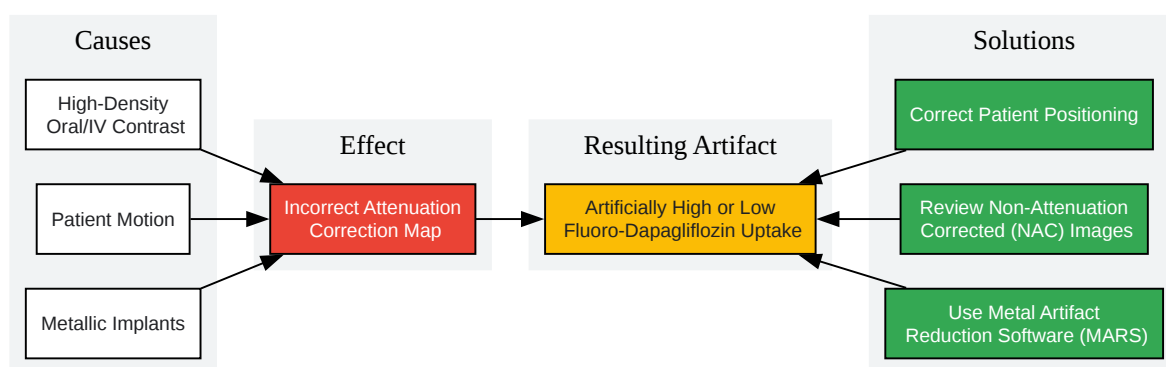 Causes
High-Density
Oral/IV Contrast
Patient Motion
Metallic Implants
Effect
Incorrect Attenuation
Correction Map
Resulting Artifact
Artificially High or Low
Fluoro-Dapagliflozin Uptake
Solutions
Correct Patient Positioning
Review Non-Attenuation
Corrected (NAC) Images
Use Metal Artifact
Reduction Software (MARS)